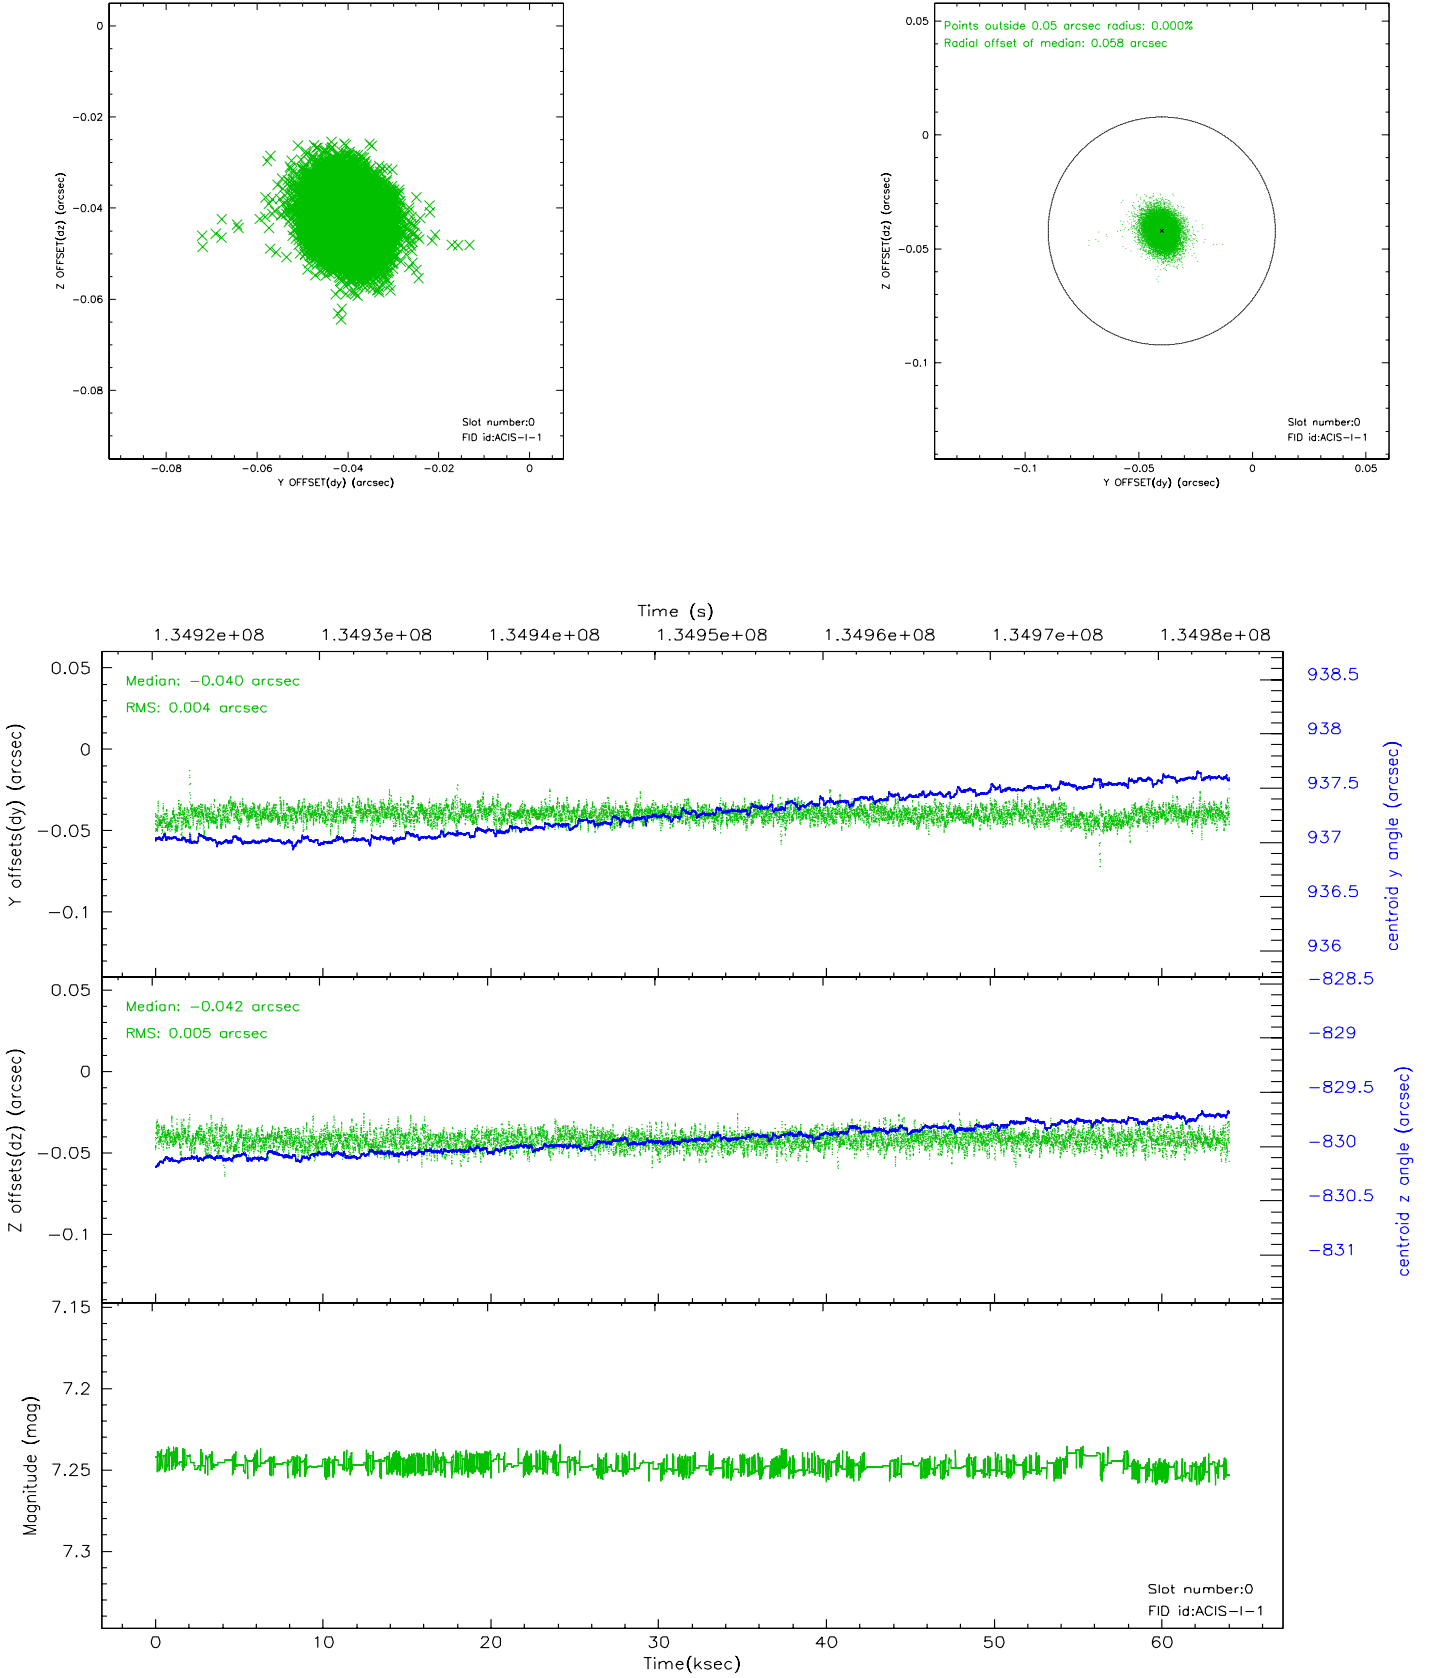 0
-0.02
-0.04
-0.06
-0.08
Z OFFSET(dz) (arcsec)
Slot number:0
FID id:ACIS-I-1
-0.08 -0.06 -0.04 -0.02 0
Y OFFSET(dy) (arcsec)
Points outside 0.05 arcsec radius: 0.000%
Radial offset of median: 0.058 arcsec
0.05
0
-0.05
-0.1
Z OFFSET(dz) (arcsec)
Slot number:0
FID id:ACIS-I-1
-0.1 -0.05 0 0.05
Y OFFSET(dy) (arcsec)
Time (s)
1.3492e+08 1.3493e+08 1.3494e+08 1.3495e+08 1.3496e+08 1.3497e+08 1.3498e+08
Median: -0.040 arcsec
RMS: 0.004 arcsec
0.05
0
-0.05
-0.1
Y offsets(dy) (arcsec)
938.5
938
937.5
937
936.5
936
centroid y angle (arcsec)
Median: -0.042 arcsec
RMS: 0.005 arcsec
0.05
0
-0.05
-0.1
Z offsets(dz) (arcsec)
-828.5
-829
-829.5
-830
-830.5
-831
centroid z angle (arcsec)
7.15
7.2
7.25
7.3
Magnitude (mag)
Slot number:0
FID id:ACIS-I-1
0 10 20 30 40 50 60
Time(ksec)